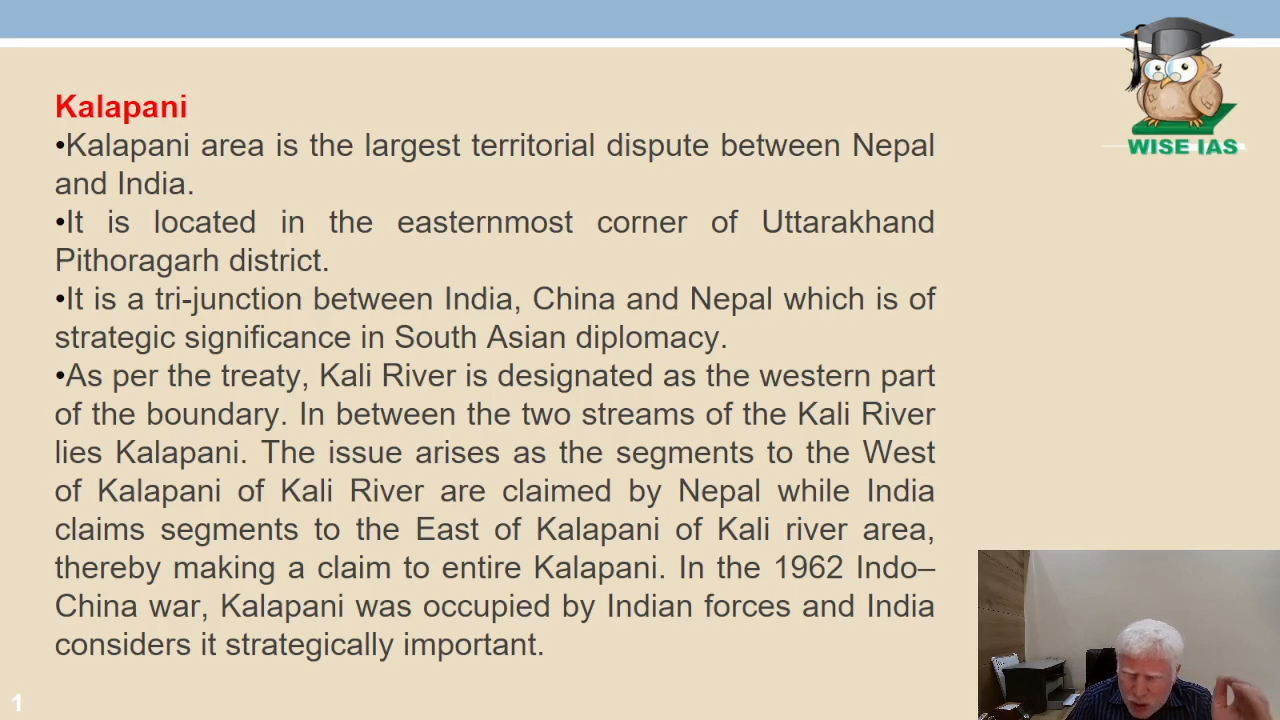 WISE IAS
Kalapani
•Kalapani area is the largest territorial dispute between Nepal
and India.
•It is located in the easternmost corner of Uttarakhand
Pithoragarh district.
•It is a tri-junction between India, China and Nepal which is of
strategic significance in South Asian diplomacy.
•As per the treaty, Kali River is designated as the western part
of the boundary. In between the two streams of the Kali River
lies Kalapani. The issue arises as the segments to the West
of Kalapani of Kali River are claimed by Nepal while India
claims segments to the East of Kalapani of Kali river area,
thereby making a claim to entire Kalapani. In the 1962 Indo–
China war, Kalapani was occupied by Indian forces and India
considers it strategically important.
1